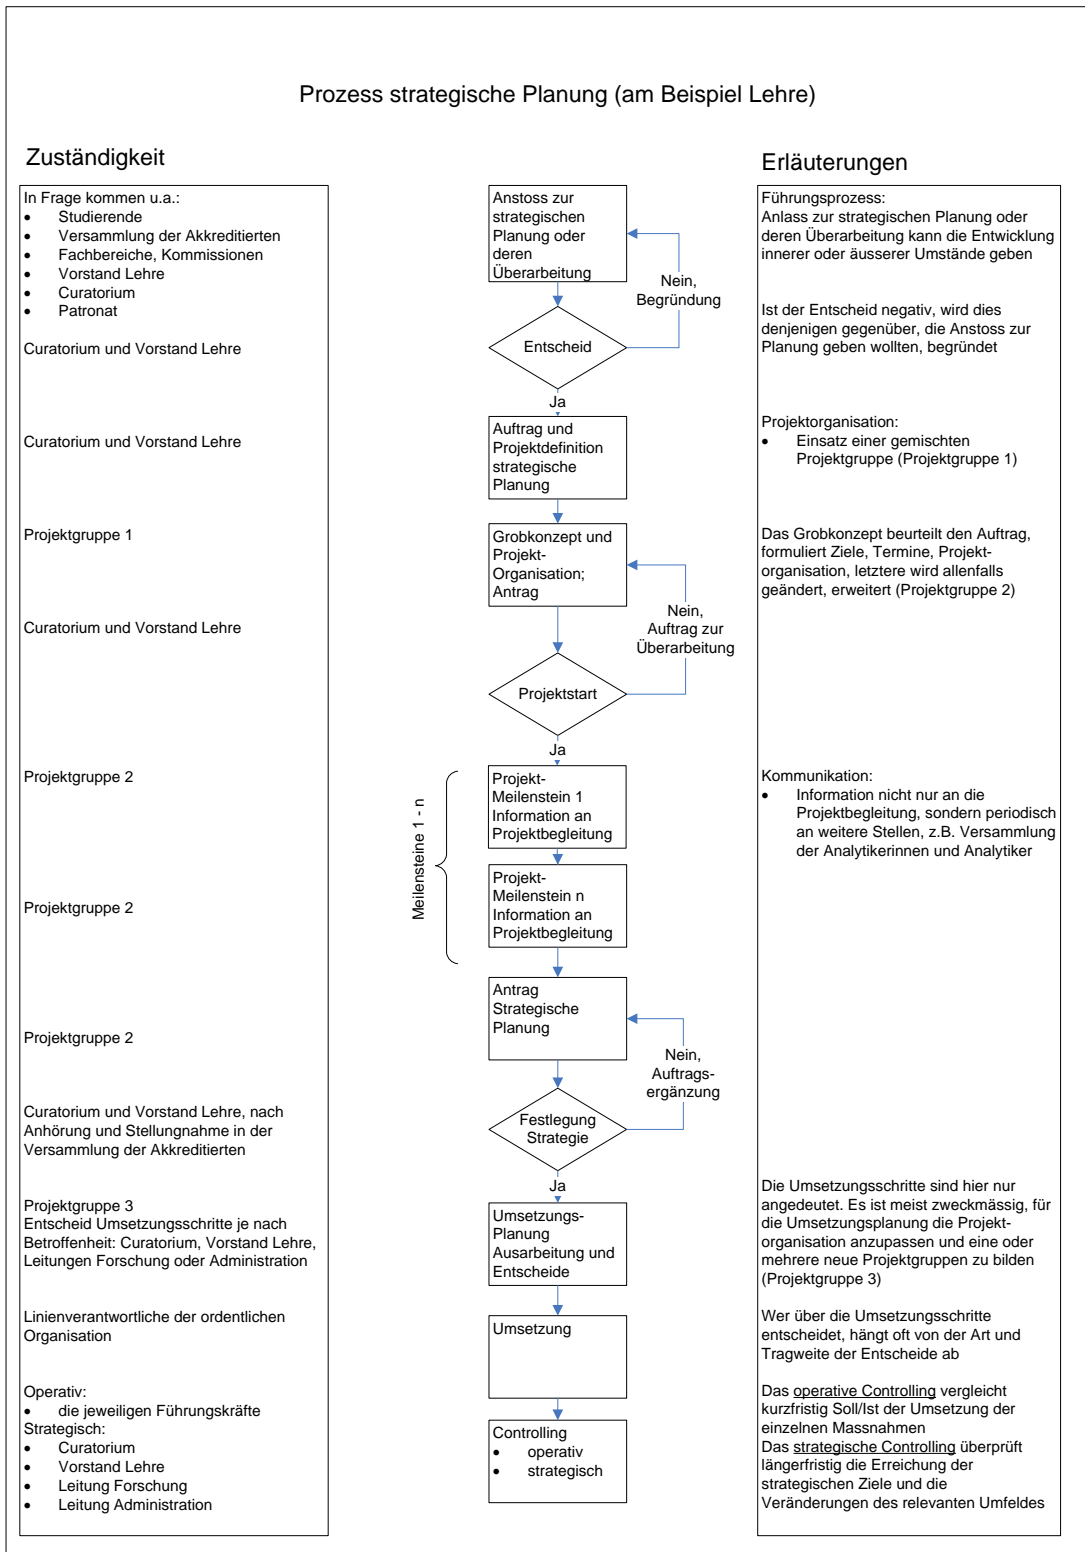 Prozess strategische Planung (am Beispiel Lehre)
Zuständigkeit
In Frage kommen u.a.:
• Studierende
• Versammlung der Akkreditierten
• Fachbereiche, Kommissionen
• Vorstand Lehre
• Curatorium
• Patronat
Curatorium und Vorstand Lehre
Curatorium und Vorstand Lehre
Projektgruppe 1
Curatorium und Vorstand Lehre
Projektgruppe 2
Projektgruppe 2
Projektgruppe 2
Curatorium und Vorstand Lehre, nach
Anhörung und Stellungnahme in der
Versammlung der Akkreditierten
Projektgruppe 3
Entscheid Umsetzungsschritte je nach
Betroffenheit: Curatorium, Vorstand Lehre,
Leitungen Forschung oder Administration
Linienverantwortliche der ordentlichen
Organisation
Operativ:
• die jeweiligen Führungskräfte
Strategisch:
• Curatorium
• Vorstand Lehre
• Leitung Forschung
• Leitung Administration
Anstoss zur
strategischen
Planung oder
deren
Überarbeitung
Nein,
Begründung
Entscheid
Ja
Auftrag und
Projektdefinition
strategische
Planung
Grobkonzept und
Projekt-
Organisation;
Antrag
Nein,
Auftrag zur
Überarbeitung
Projektstart
Ja
Meilensteine 1 - n
Projekt-
Meilenstein 1
Information an
Projektbegleitung
Projekt-
Meilenstein n
Information an
Projektbegleitung
Antrag
Strategische
Planung
Nein,
Auftrags-
ergänzung
Festlegung
Strategie
Ja
Umsetzungs-
Planung
Ausarbeitung und
Entscheide
Umsetzung
Controlling
• operativ
• strategisch
Erläuterungen
Führungsprozess:
Anlass zur strategischen Planung oder
deren Überarbeitung kann die Entwicklung
innerer oder äusserer Umstände geben
Ist der Entscheid negativ, wird dies
denjenigen gegenüber, die Anstoss zur
Planung geben wollten, begründet
Projektorganisation:
• Einsatz einer gemischten
Projektgruppe (Projektgruppe 1)
Das Grobkonzept beurteilt den Auftrag,
formuliert Ziele, Termine, Projekt-
organisation, letztere wird allenfalls
geändert, erweitert (Projektgruppe 2)
Kommunikation:
• Information nicht nur an die
Projektbegleitung, sondern periodisch
an weitere Stellen, z.B. Versammlung
der Analytikerinnen und Analytiker
Die Umsetzungsschritte sind hier nur
angedeutet. Es ist meist zweckmässig, für
die Umsetzungsplanung die Projekt-
organisation anzupassen und eine oder
mehrere neue Projektgruppen zu bilden
(Projektgruppe 3)
Wer über die Umsetzungsschritte
entscheidet, hängt oft von der Art und
Tragweite der Entscheide ab
Das operative Controlling vergleicht
kurzfristig Soll/Ist der Umsetzung der
einzelnen Massnahmen
Das strategische Controlling überprüft
längerfristig die Erreichung der
strategischen Ziele und die
Veränderungen des relevanten Umfeldes